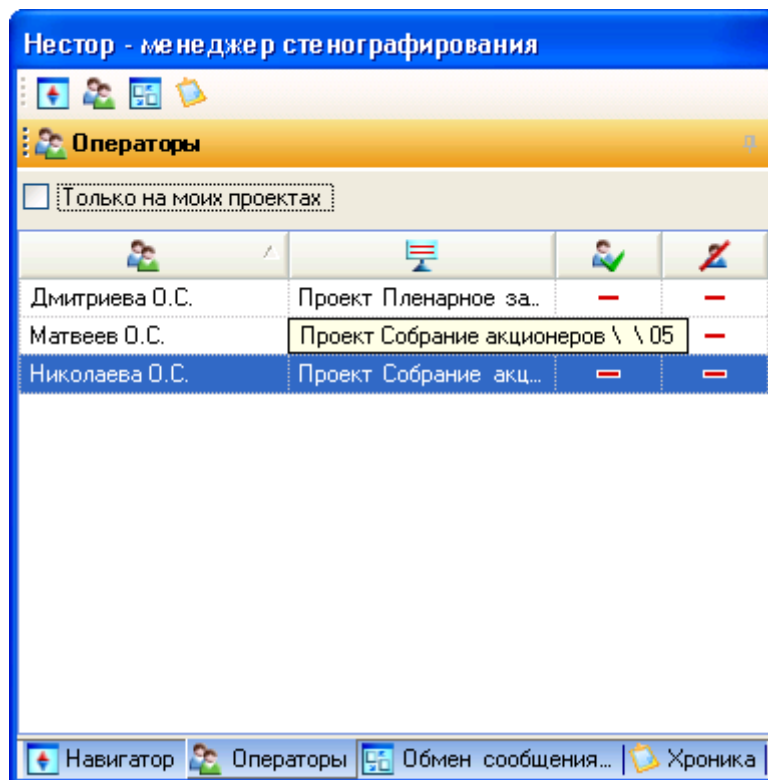 Нестор - менеджер стенографирования
Операторы
Только на моих проектах
Дмитриева О.С. Проект Пленарное за...
Матвеев О.С. Проект Собрание акционеров \ \ 05
Николаева О.С. Проект Собрание акц...
Навигатор Операторы Обмен сообщения... Хроника